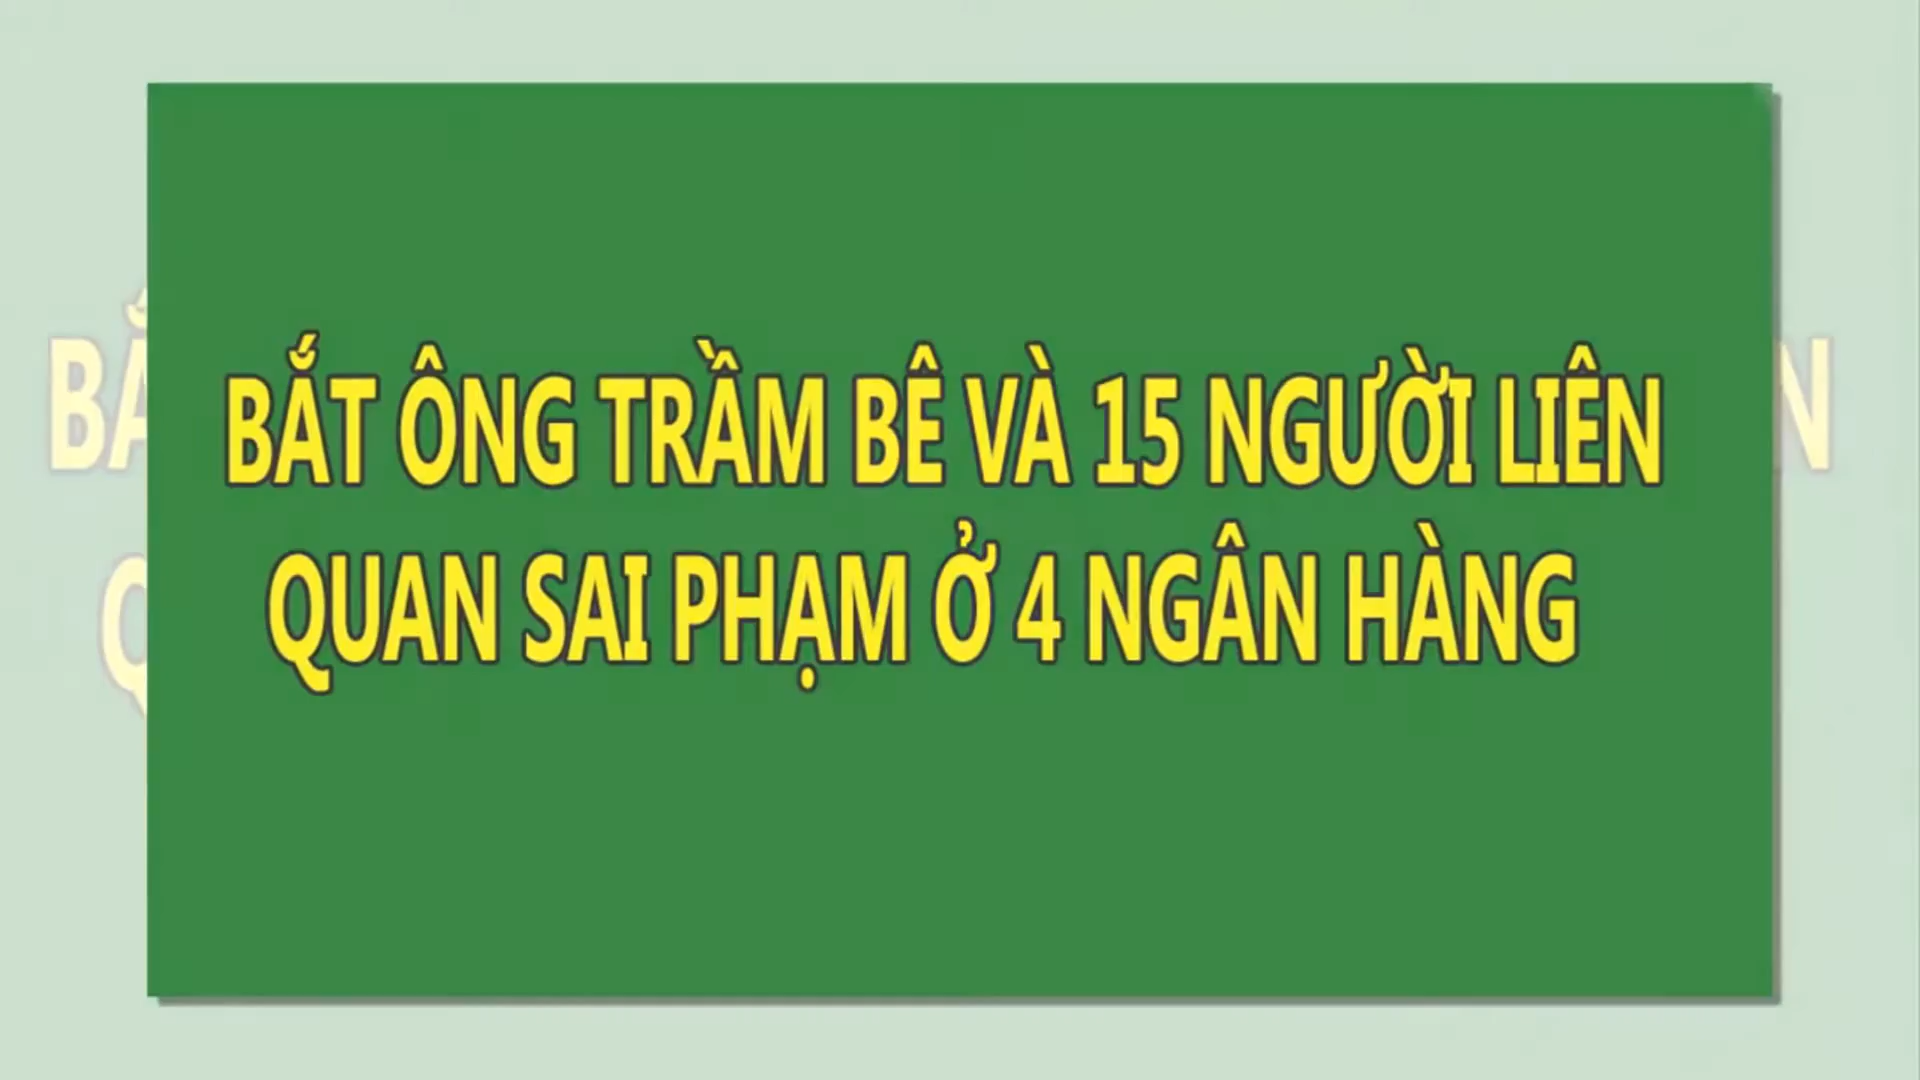 BẮT ÔNG TRẦM BÊ VÀ 15 NGƯỜI LIÊN
QUAN SAI PHẠM Ở 4 NGÂN HÀNG